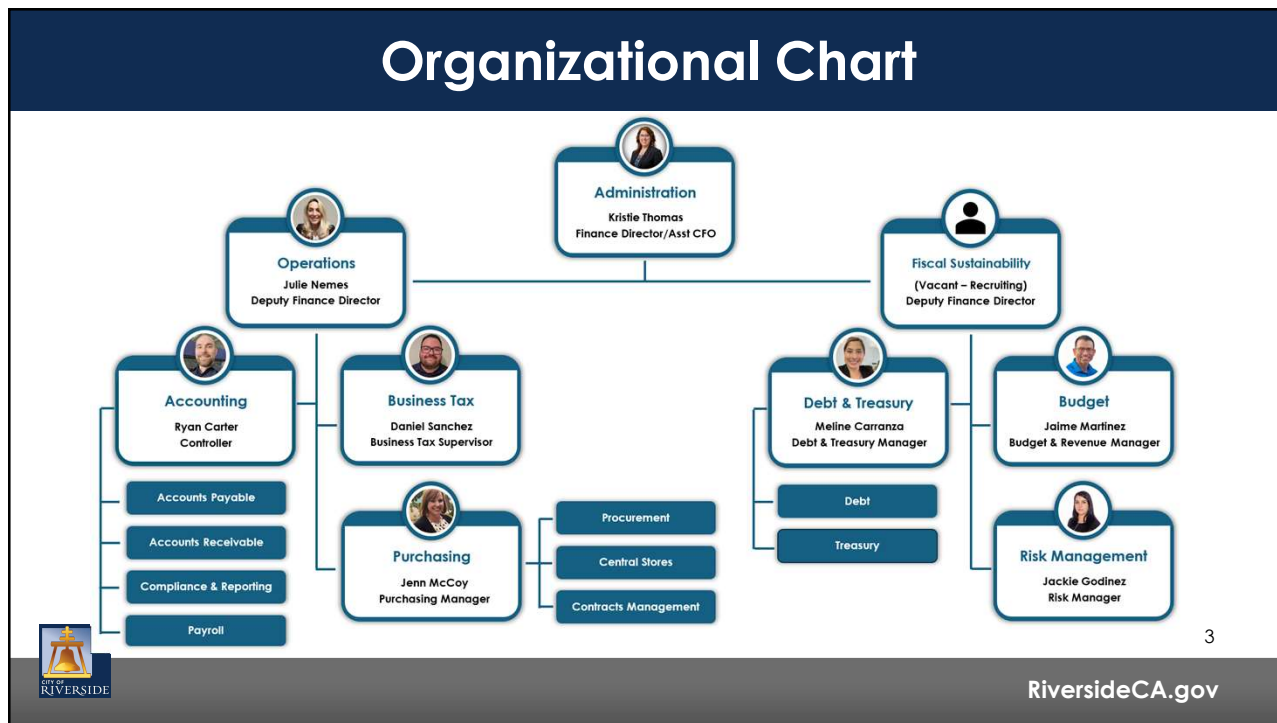 Organizational Chart
Administration
Kristie Thomas
Finance Director/Asst CFO
Operations
Julie Nemes
Deputy Finance Director
Fiscal Sustainability
(Vacant – Recruiting)
Deputy Finance Director
Accounting
Ryan Carter
Controller
Business Tax
Daniel Sanchez
Business Tax Supervisor
Debt & Treasury
Meline Carranza
Debt & Treasury Manager
Budget
Jaime Martinez
Budget & Revenue Manager
Accounts Payable
Accounts Receivable
Compliance & Reporting
Payroll
Purchasing
Jenn McCoy
Purchasing Manager
Procurement
Central Stores
Contracts Management
Debt
Treasury
Risk Management
Jackie Godinez
Risk Manager
3
CITY OF
RIVERSIDE
RiversideCA.gov